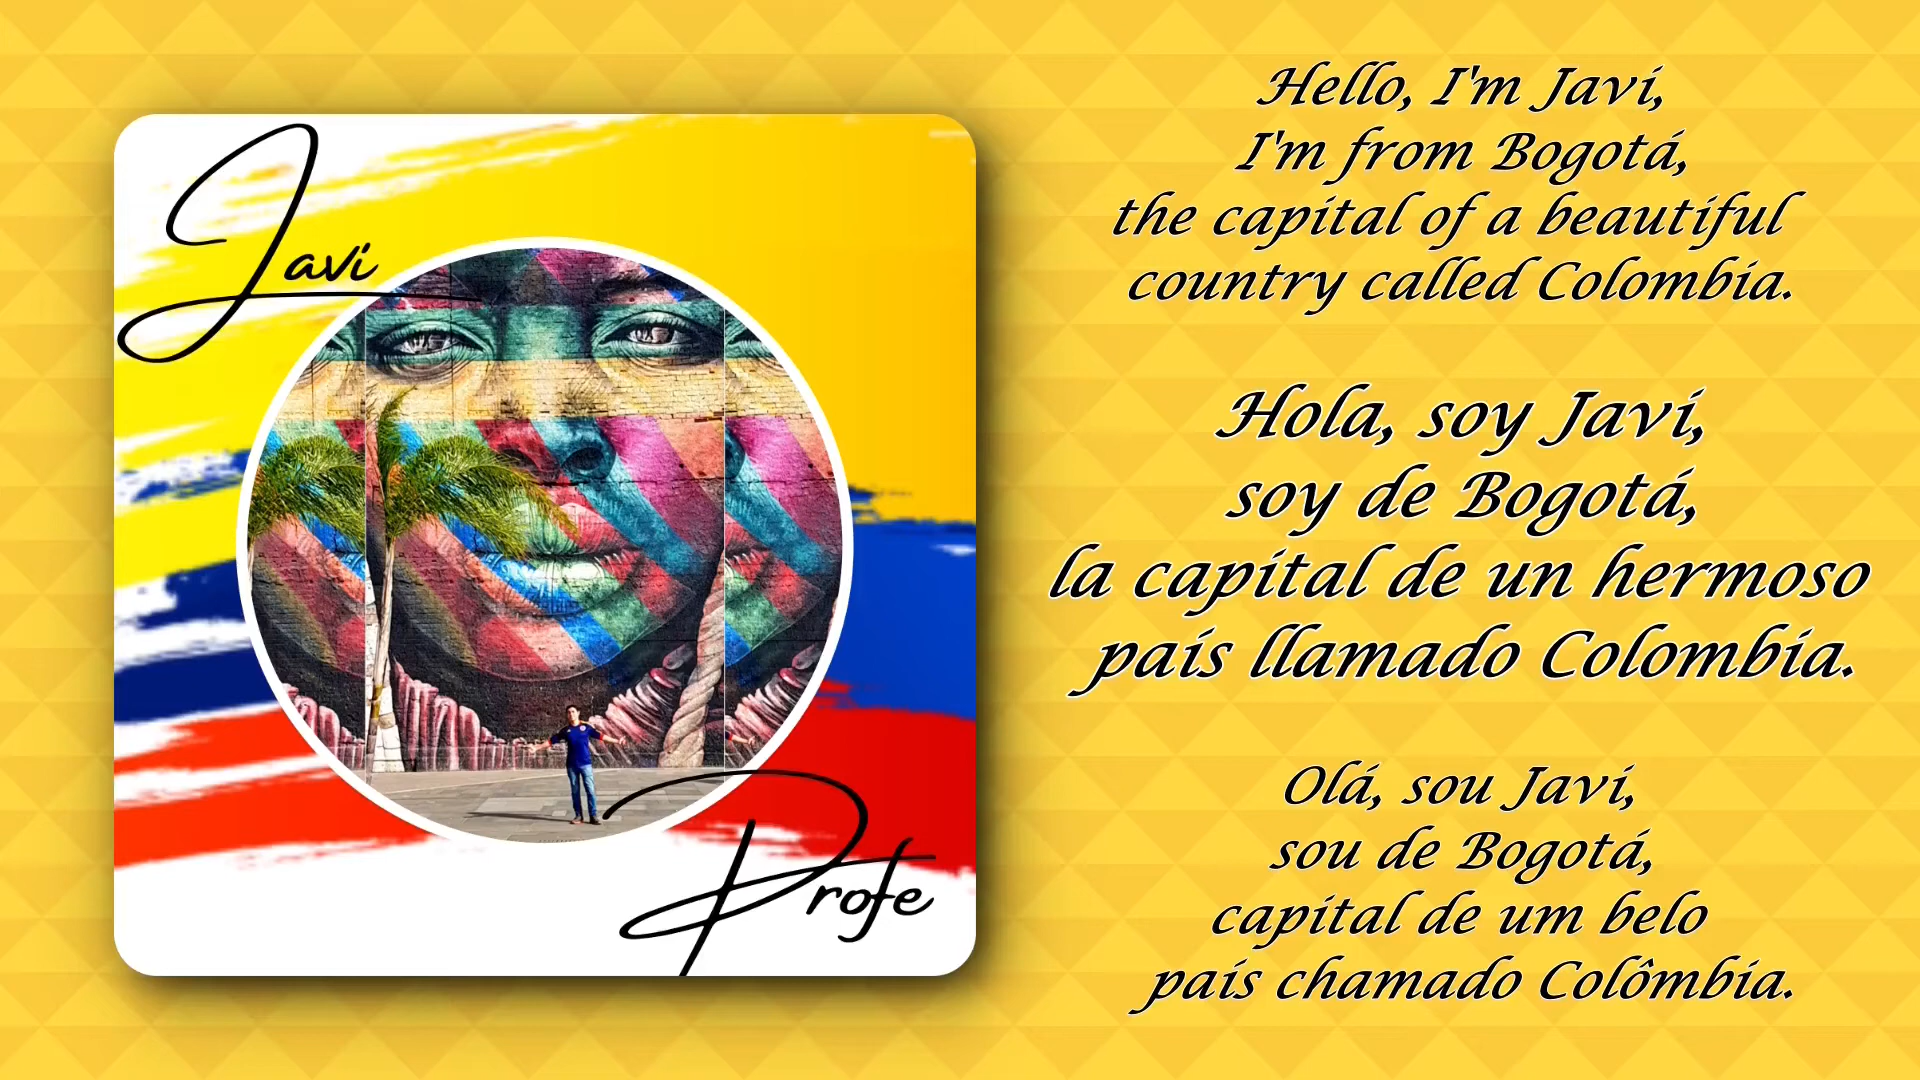 Javi
Profe
Hello, I'm Javi,
I'm from Bogotá,
the capital of a beautiful
country called Colombia.
Hola, soy Javi,
soy de Bogotá,
la capital de un hermoso
país llamado Colombia.
Olá, sou Javi,
sou de Bogotá,
capital de um belo
país chamado Colômbia.